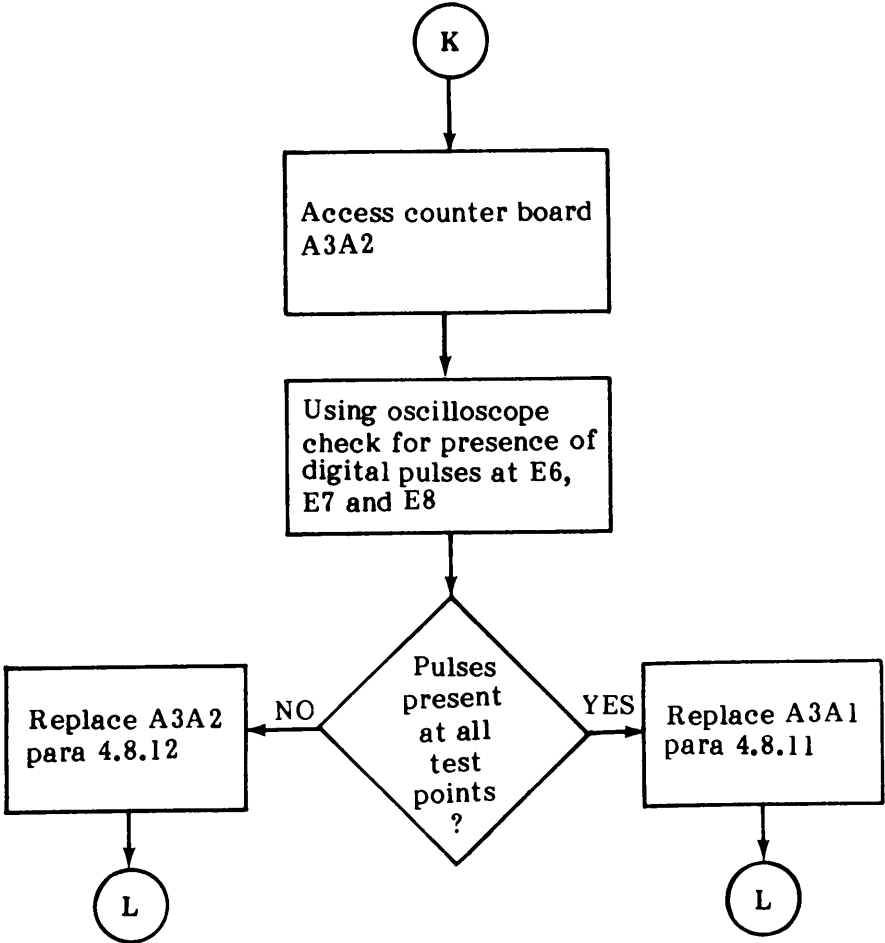 K
Access counter board
A3A2
Using oscilloscope
check for presence of
digital pulses at E6,
E7 and E8
Pulses
present
at all
test
points
?
NO
Replace A3A2
para 4.8.12
L
YES
Replace A3A1
para 4.8.11
L